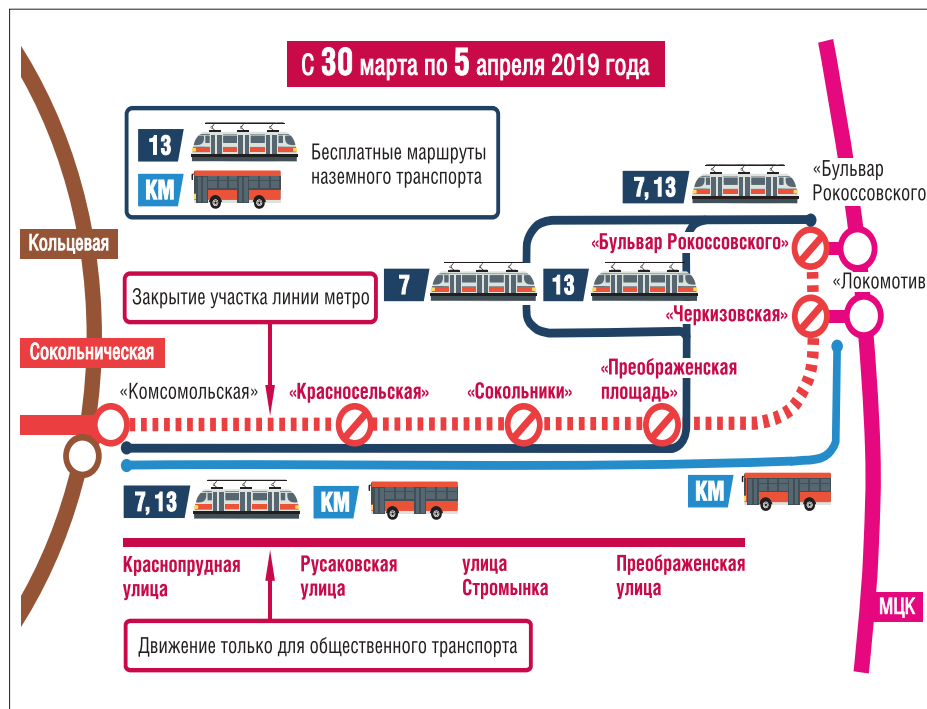 С 30 марта по 5 апреля 2019 года
13
КМ
Бесплатные маршруты
наземного транспорта
7, 13
«Бульвар
Рокоссовского»
Кольцевая
«Бульвар Рокоссовского»
7
13
«Локомотив»
Закрытие участка линии метро
«Черкизовская»
Сокольническая
«Комсомольская»
«Красносельская»
«Сокольники»
«Преображенская
площадь»
7, 13
КМ
КМ
Краснопрудная
улица
Русаковская
улица
улица
Стромынка
Преображенская
улица
МЦК
Движение только для общественного транспорта